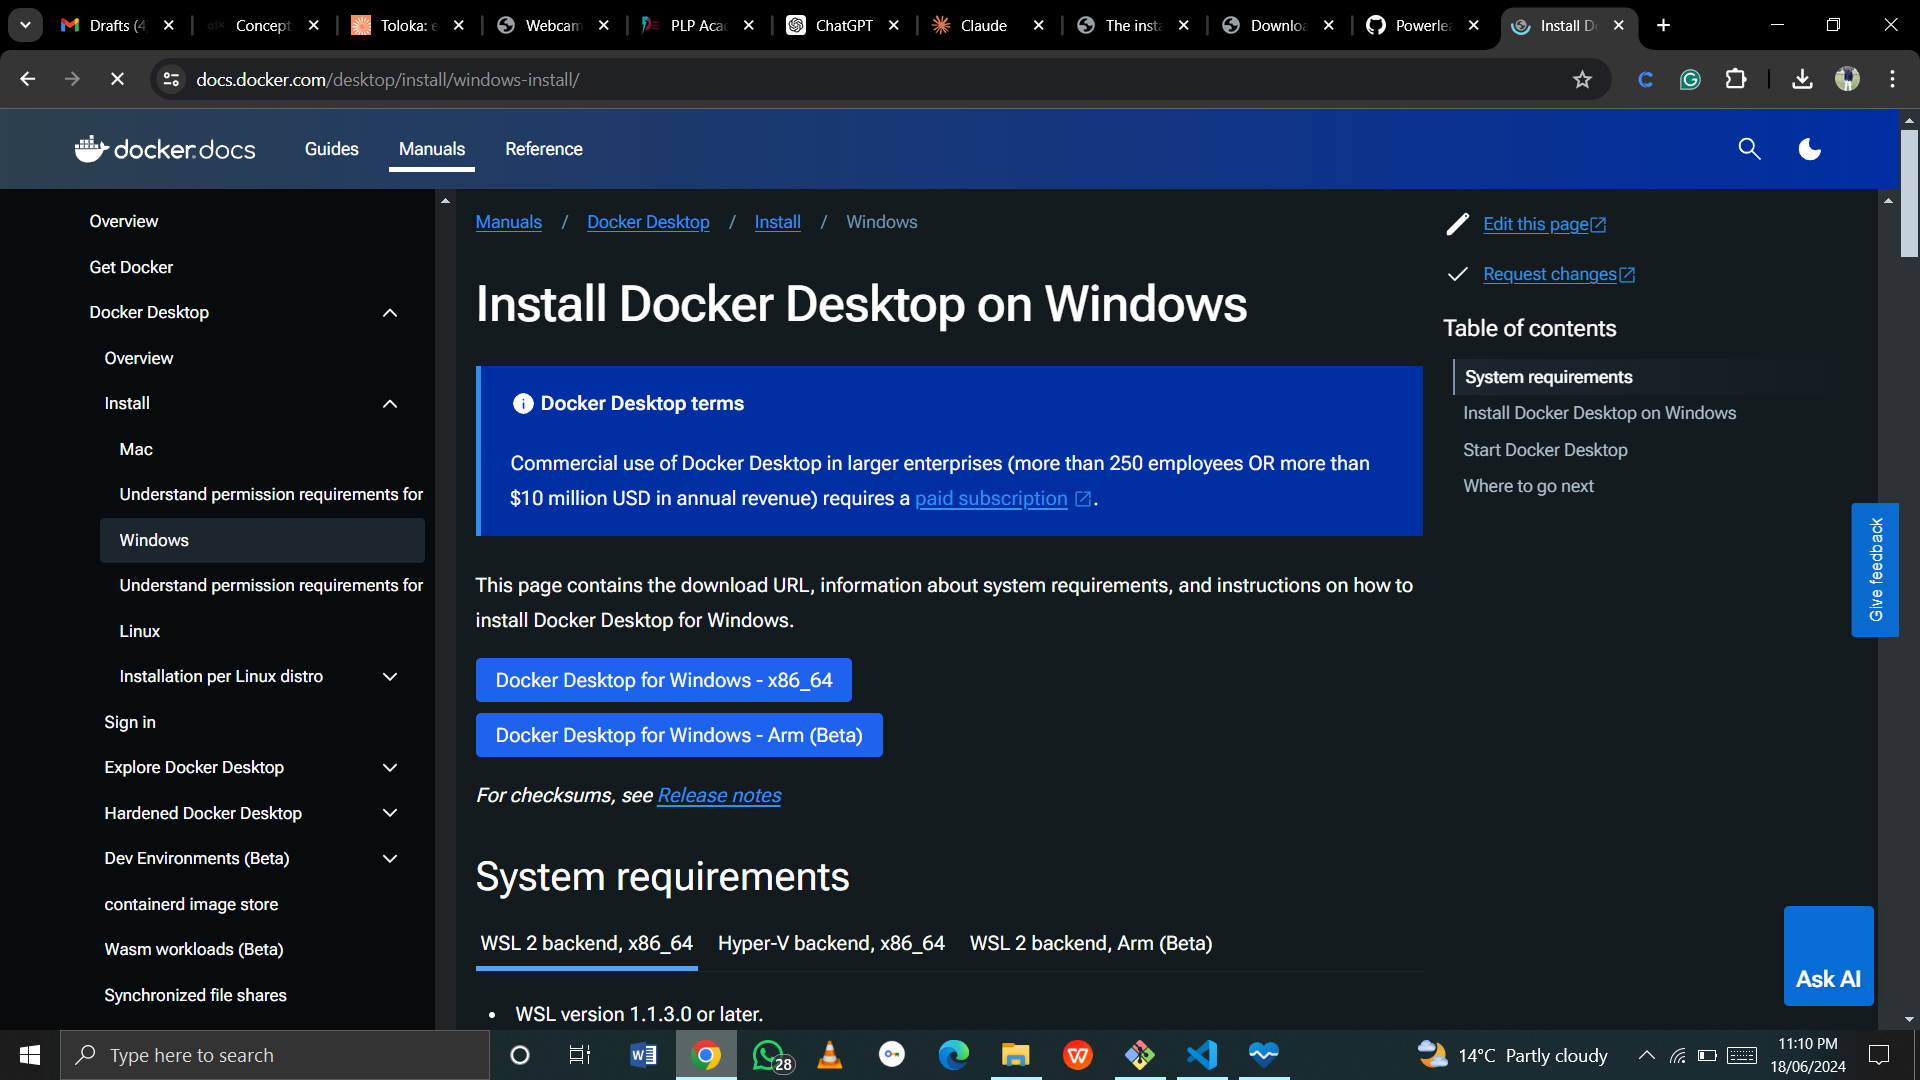 Drafts (4
Concept
Toloka: e
Webcam
PLP Aca
ChatGPT
Claude
The insta
Downloa
Powerlea
Install D
docs.docker.com/desktop/install/windows-install/
docker.docs
Guides
Manuals
Reference
Overview
Get Docker
Docker Desktop
Overview
Install
Mac
Understand permission requirements for
Windows
Understand permission requirements for
Linux
Installation per Linux distro
Sign in
Explore Docker Desktop
Hardened Docker Desktop
Dev Environments (Beta)
containerd image store
Wasm workloads (Beta)
Synchronized file shares
Manuals / Docker Desktop / Install / Windows
Install Docker Desktop on Windows
Docker Desktop terms
Commercial use of Docker Desktop in larger enterprises (more than 250 employees OR more than
$10 million USD in annual revenue) requires a paid subscription .
This page contains the download URL, information about system requirements, and instructions on how to
install Docker Desktop for Windows.
Docker Desktop for Windows - x86_64
Docker Desktop for Windows - Arm (Beta)
For checksums, see Release notes
System requirements
WSL 2 backend, x86_64
Hyper-V backend, x86_64
WSL 2 backend, Arm (Beta)
• WSL version 1.1.3.0 or later.
Edit this page
Request changes
Table of contents
System requirements
Install Docker Desktop on Windows
Start Docker Desktop
Where to go next
Give feedback
Ask AI
Type here to search
28
14°C Partly cloudy
11:10 PM
18/06/2024